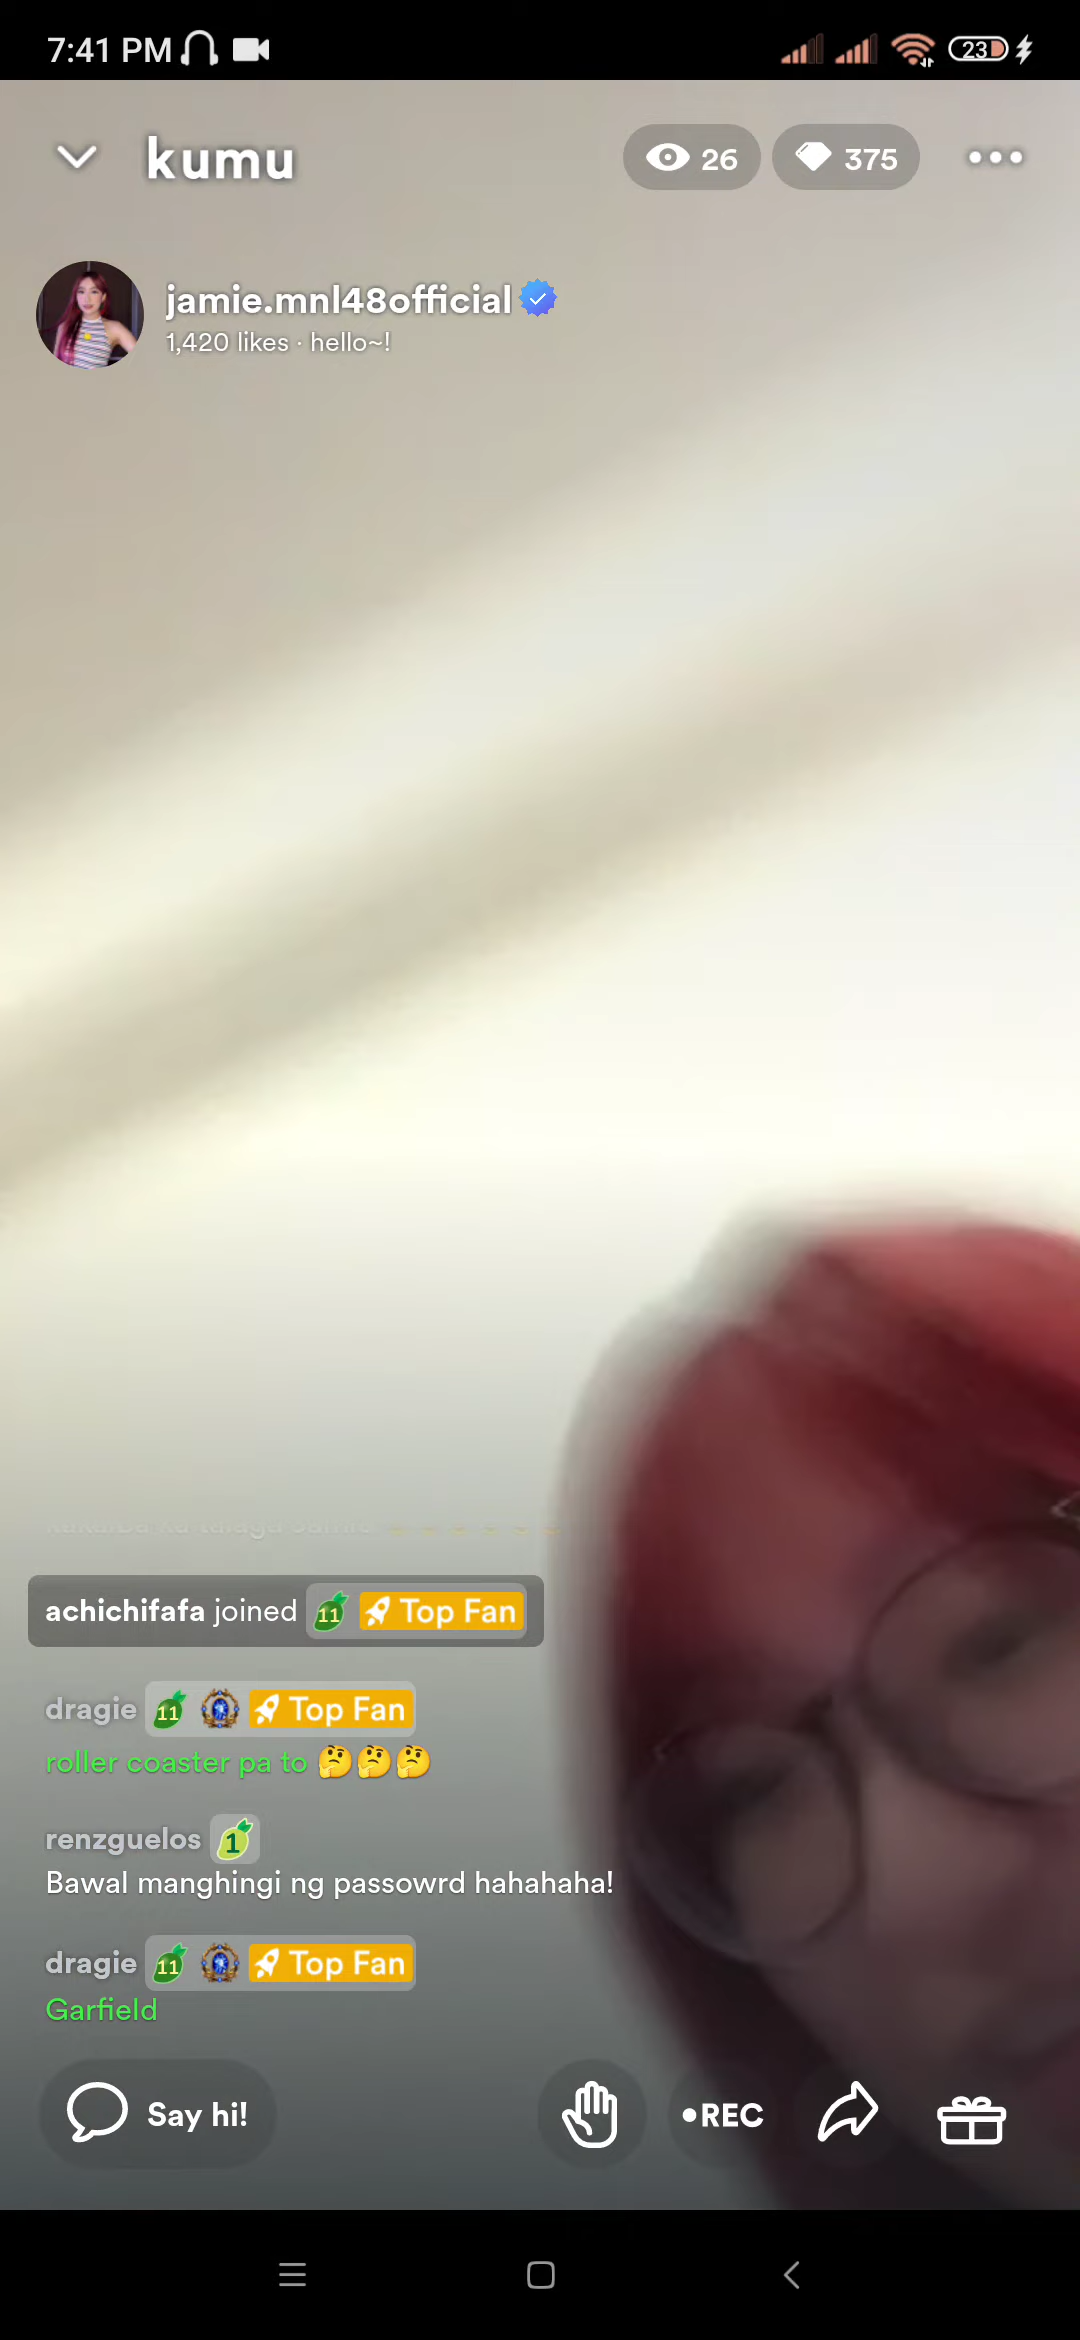 7:41 PM
23
kumu
26
375
jamie.mnl48official
1,420 likes · hello~!
achichifafa joined 11 Top Fan
dragie 11 Top Fan
roller coaster pa to 🤔🤔🤔
renzguelos 1
Bawal manghingi ng passowrd hahahaha!
dragie 11 Top Fan
Garfield
Say hi!
•REC